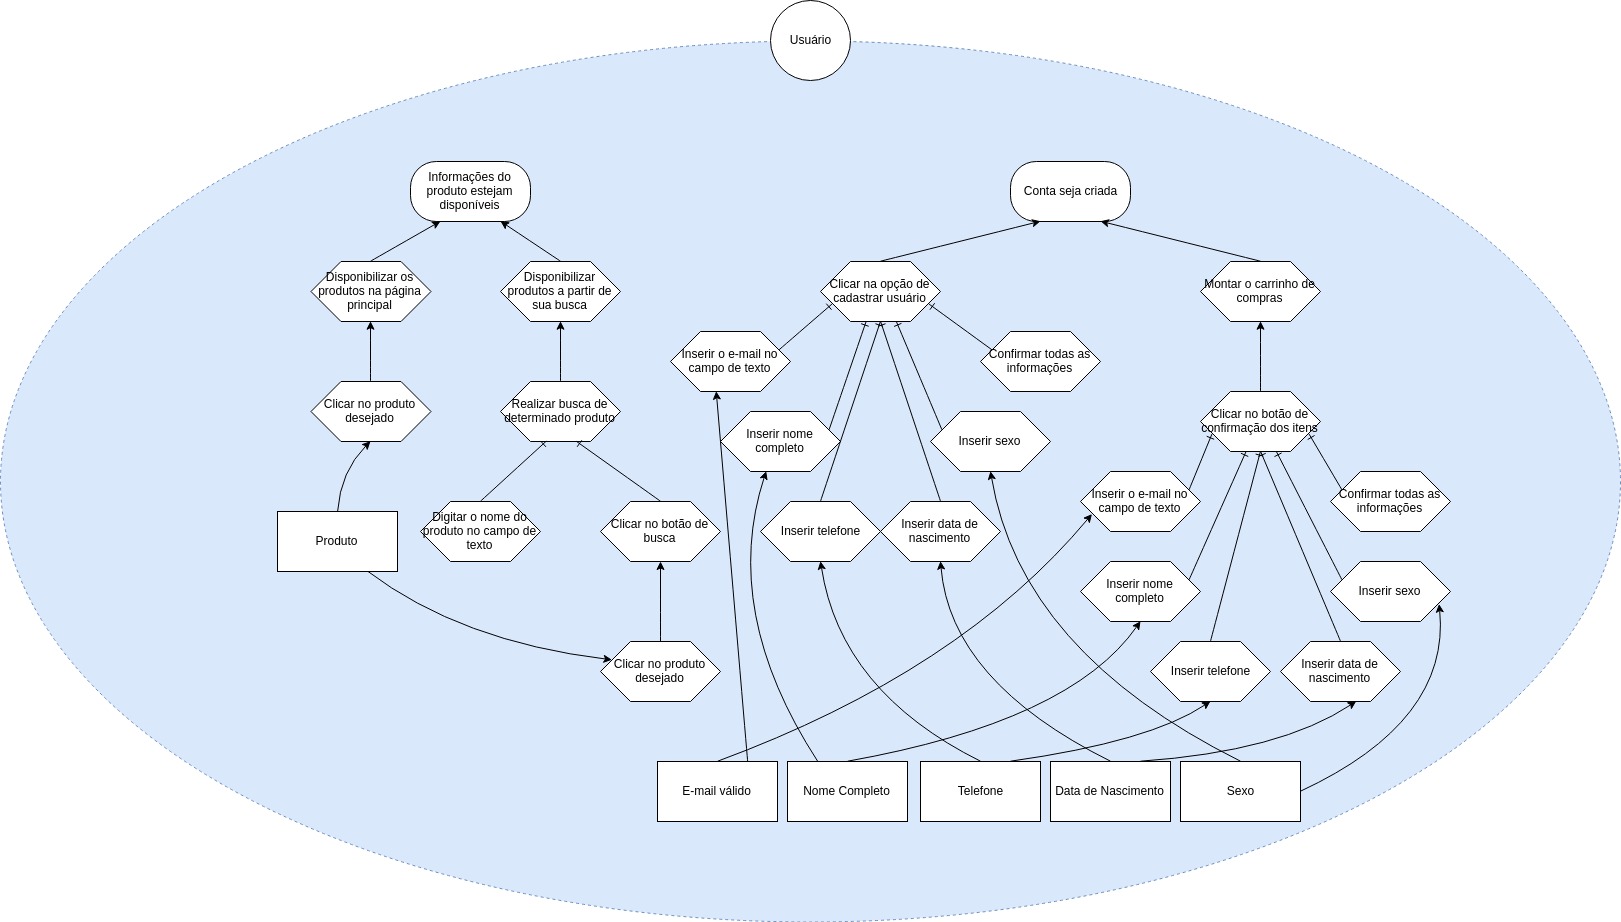 Usuário
Informações do
produto estejam
disponíveis
Conta seja criada
Disponibilizar os
produtos na página
principal
Disponibilizar
produtos a partir de
sua busca
Clicar na opção de
cadastrar usuário
Montar o carrinho de
compras
Inserir o e-mail no
campo de texto
Confirmar todas as
informações
Clicar no produto
desejado
Realizar busca de
determinado produto
Inserir nome
completo
Inserir sexo
Clicar no botão de
confirmação dos itens
Inserir o e-mail no
campo de texto
Confirmar todas as
informações
Produto
Digitar o nome do
produto no campo de
texto
Clicar no botão de
busca
Inserir telefone
Inserir data de
nascimento
Inserir nome
completo
Inserir sexo
Clicar no produto
desejado
Inserir telefone
Inserir data de
nascimento
E-mail válido
Nome Completo
Telefone
Data de Nascimento
Sexo